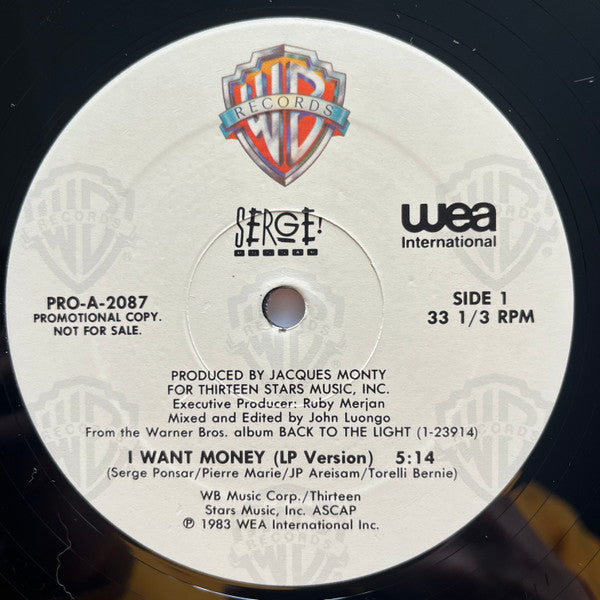 WB
RECORDS
SERGE!
wea
International
PRO-A-2087
PROMOTIONAL COPY.
NOT FOR SALE.
SIDE 1
33 1/3 RPM
PRODUCED BY JACQUES MONTY
FOR THIRTEEN STARS MUSIC, INC.
Executive Producer: Ruby Merjan
Mixed and Edited by John Luongo
From the Warner Bros. album BACK TO THE LIGHT (1-23914)
I WANT MONEY (LP Version) 5:14
(Serge Ponsar/Pierre Marie/JP Areisam/Torelli Bernie)
WB Music Corp./Thirteen
Stars Music, Inc. ASCAP
℗ 1983 WEA International Inc.